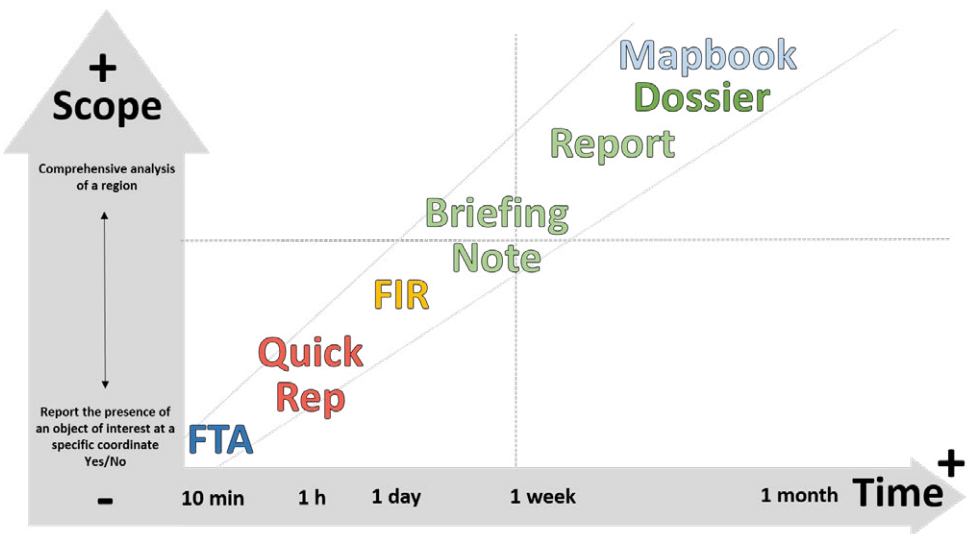 +
Scope
Comprehensive analysis
of a region
Report the presence of
an object of interest at a
specific coordinate
Yes/No
-
Mapbook
Dossier
Report
Briefing
Note
FIR
Quick
Rep
FTA
10 min
1 h
1 day
1 week
1 month
Time
+